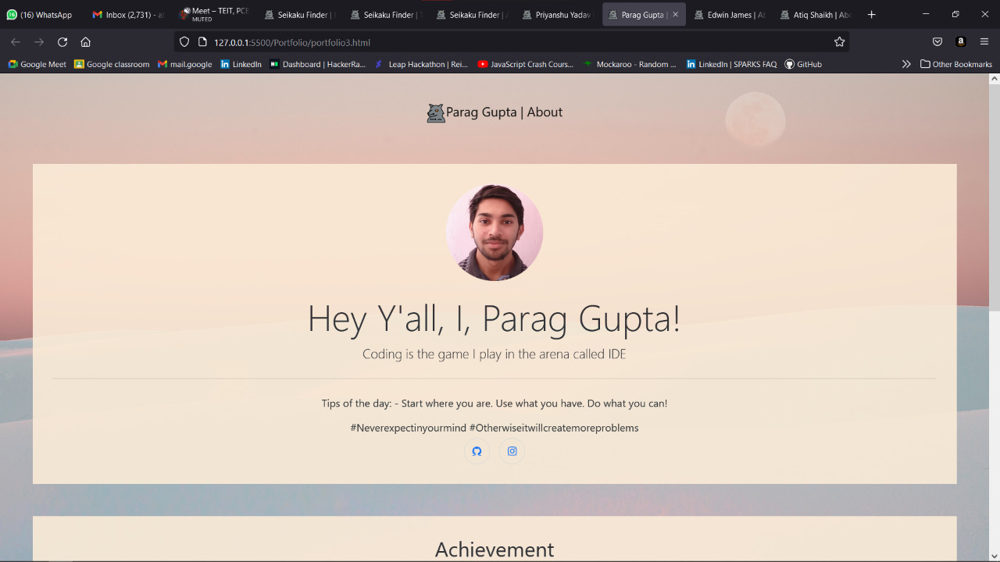 (16) WhatsApp
Inbox (2,731) - at
Meet – TEIT, PCE
MUTED
Seikaku Finder |
Seikaku Finder | T
Seikaku Finder | A
Priyanshu Yadav
Parag Gupta |
Edwin James | Al
Atiq Shaikh | Abo
127.0.0.1:5500/Portfolio/portfolio3.html
Google Meet
Google classroom
mail.google
LinkedIn
Dashboard | HackerRa...
Leap Hackathon | Rei...
JavaScript Crash Cours...
Mockaroo - Random ...
LinkedIn | SPARKS FAQ
GitHub
Other Bookmarks
Parag Gupta | About
Hey Y'all, I, Parag Gupta!
Coding is the game I play in the arena called IDE
Tips of the day: - Start where you are. Use what you have. Do what you can!
#Neverexpectinyourmind #Otherwiseitwillcreatemoreproblems
Achievement